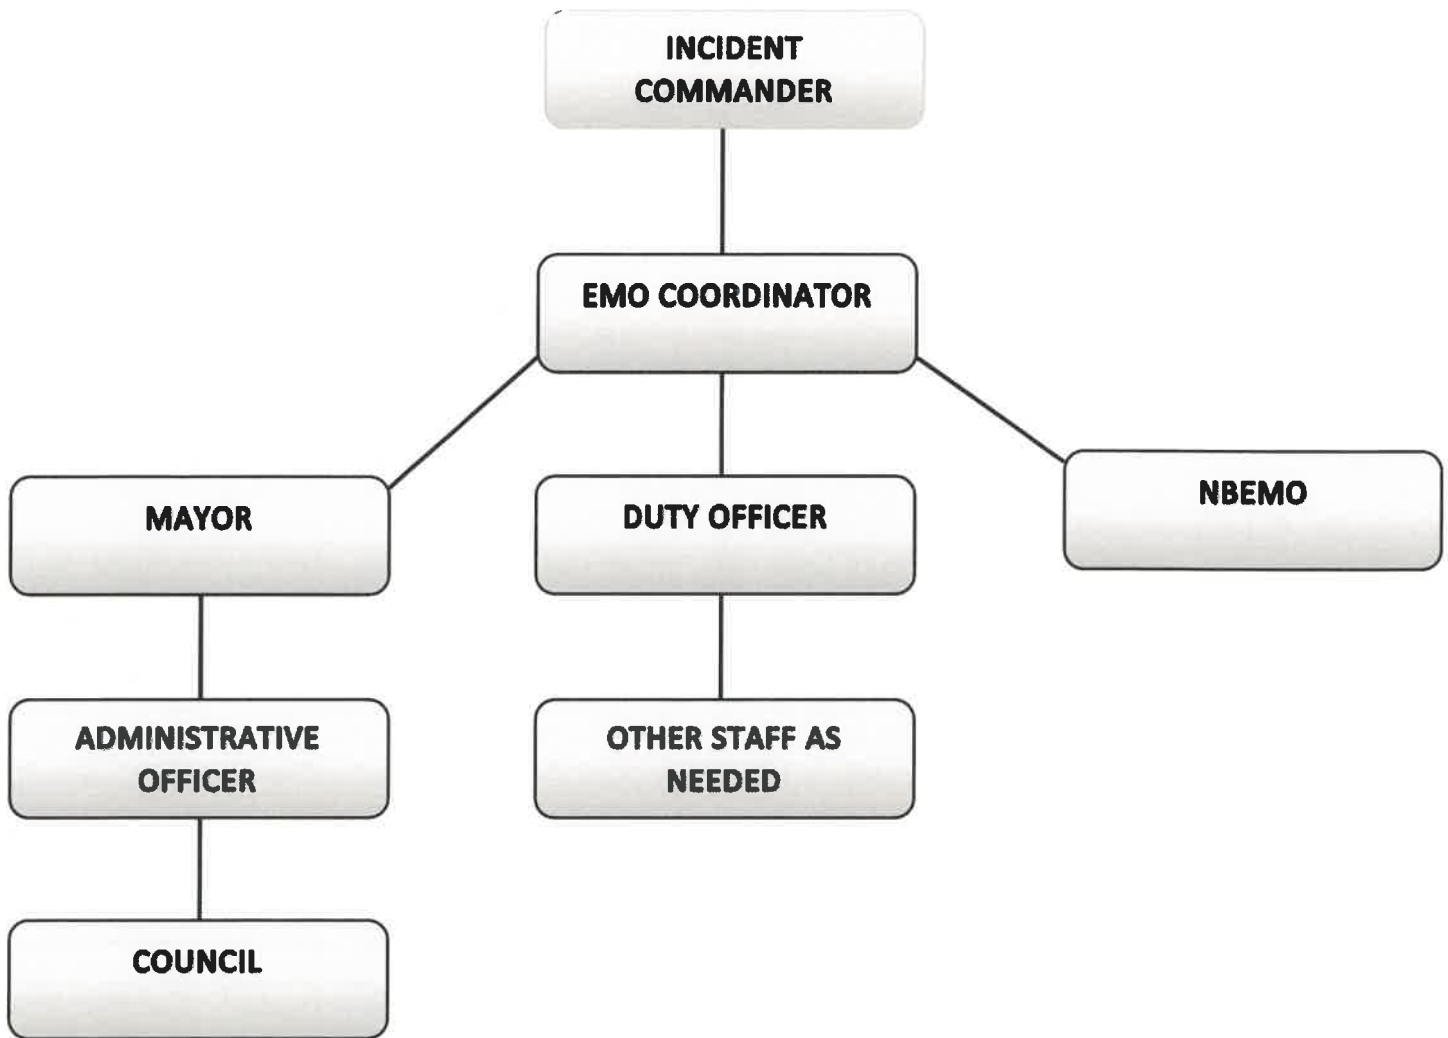 INCIDENT
COMMANDER
EMO COORDINATOR
MAYOR
DUTY OFFICER
NBEMO
ADMINISTRATIVE
OFFICER
OTHER STAFF AS
NEEDED
COUNCIL